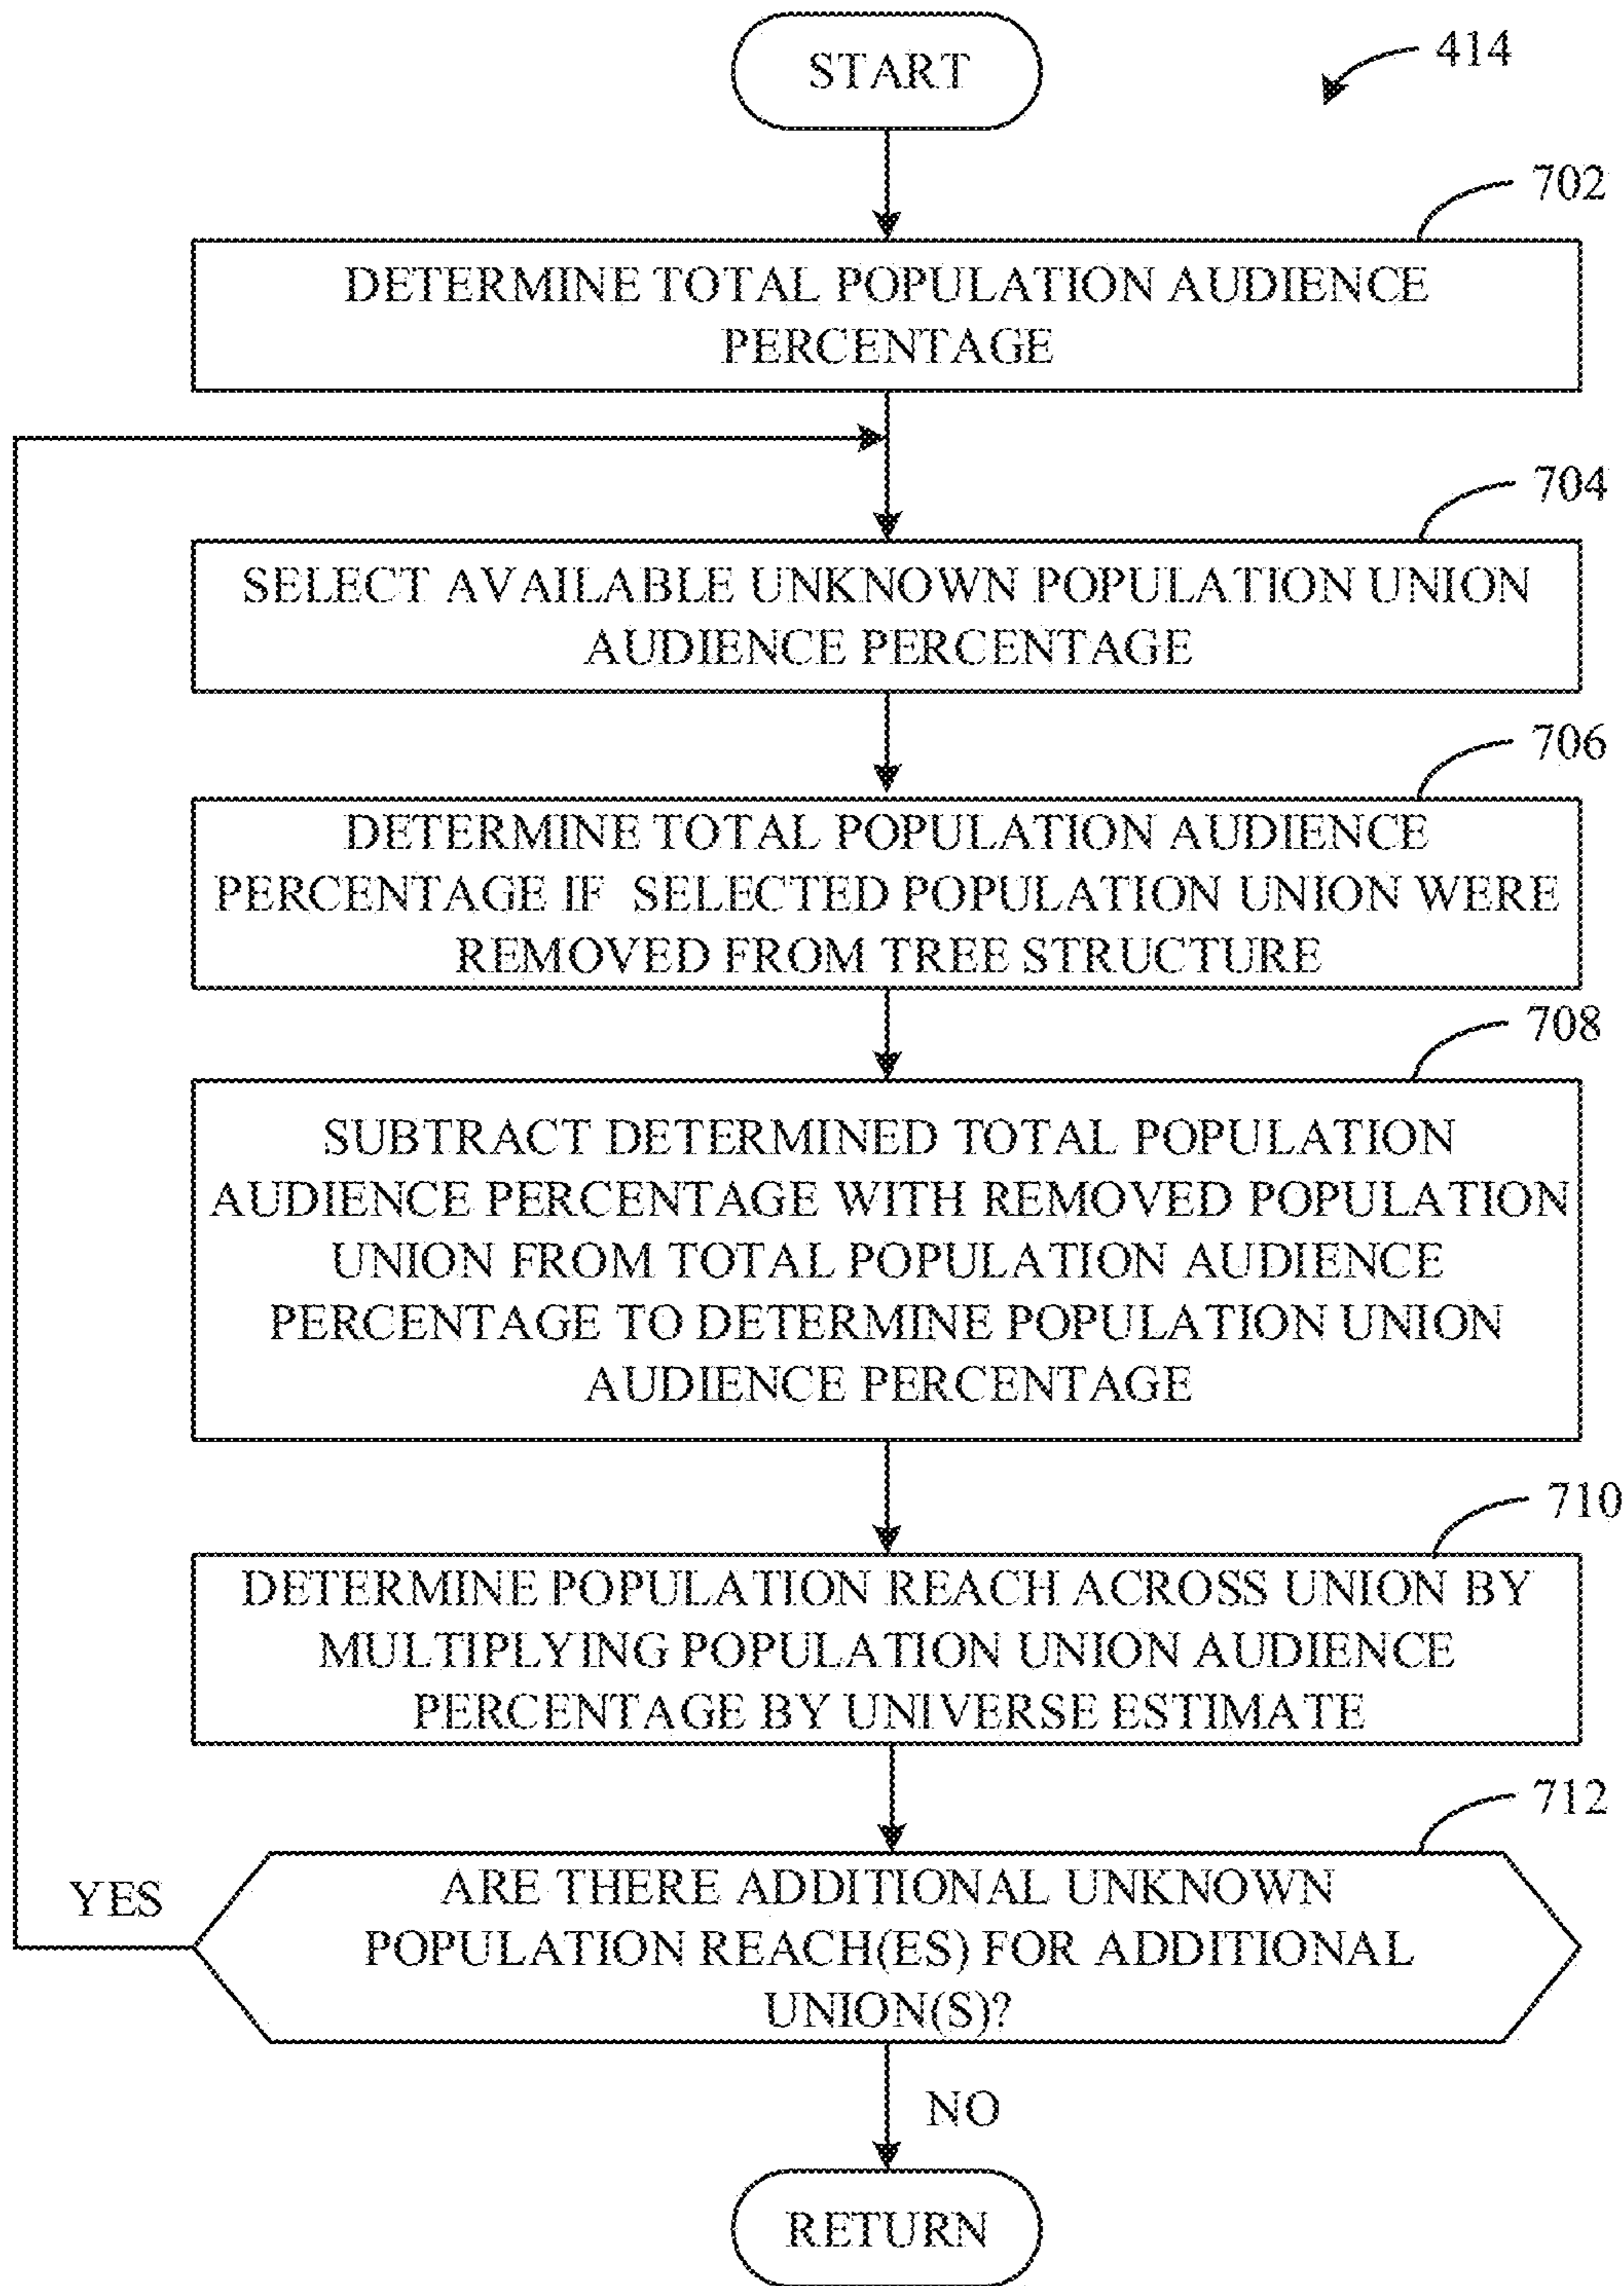 START
414
702
DETERMINE TOTAL POPULATION AUDIENCE
PERCENTAGE
704
SELECT AVAILABLE UNKNOWN POPULATION UNION
AUDIENCE PERCENTAGE
706
DETERMINE TOTAL POPULATION AUDIENCE
PERCENTAGE IF SELECTED POPULATION UNION WERE
REMOVED FROM TREE STRUCTURE
708
SUBTRACT DETERMINED TOTAL POPULATION
AUDIENCE PERCENTAGE WITH REMOVED POPULATION
UNION FROM TOTAL POPULATION AUDIENCE
PERCENTAGE TO DETERMINE POPULATION UNION
AUDIENCE PERCENTAGE
710
DETERMINE POPULATION REACH ACROSS UNION BY
MULTIPLYING POPULATION UNION AUDIENCE
PERCENTAGE BY UNIVERSE ESTIMATE
712
YES
ARE THERE ADDITIONAL UNKNOWN
POPULATION REACH(ES) FOR ADDITIONAL
UNION(S)?
NO
RETURN